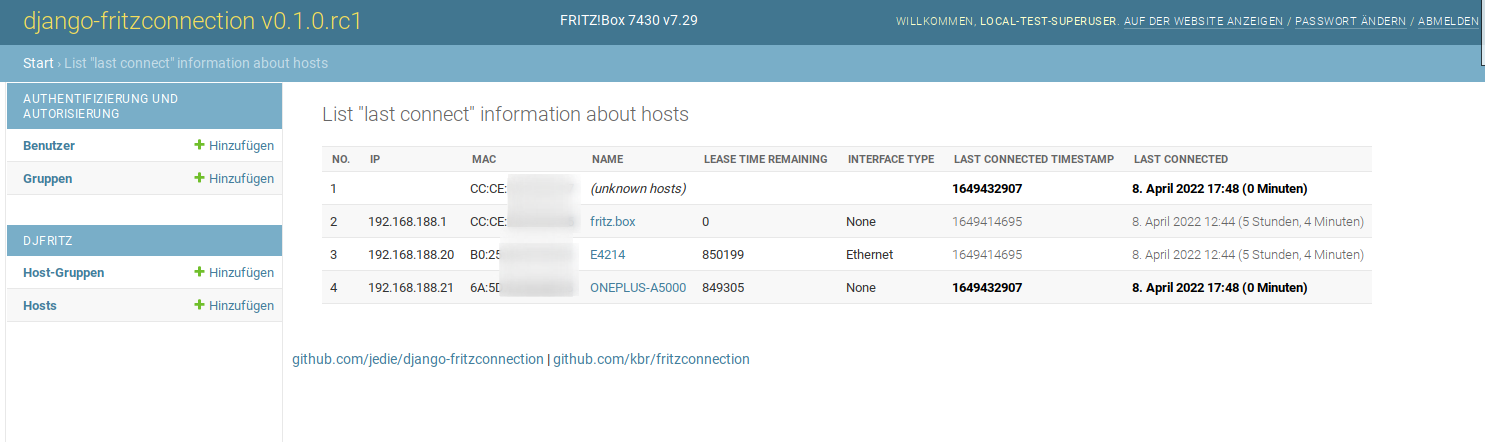 django-fritzconnection v0.1.0.rc1 FRITZ!Box 7430 v7.29 WILLKOMMEN, LOCAL-TEST-SUPERUSER. AUF DER WEBSITE ANZEIGEN / PASSWORT ÄNDERN / ABMELDEN
Start › List "last connect" information about hosts
AUTHENTIFIZIERUNG UND
AUTORISIERUNG
Benutzer Hinzufügen
Gruppen Hinzufügen
DJFRITZ
Host-Gruppen Hinzufügen
Hosts Hinzufügen
List "last connect" information about hosts
NO. IP MAC NAME LEASE TIME REMAINING INTERFACE TYPE LAST CONNECTED TIMESTAMP LAST CONNECTED
1 CC:CE: (unknown hosts) 1649432907 8. April 2022 17:48 (0 Minuten)
2 192.168.188.1 CC:CE: fritz.box 0 None 1649414695 8. April 2022 12:44 (5 Stunden, 4 Minuten)
3 192.168.188.20 B0:25 E4214 850199 Ethernet 1649414695 8. April 2022 12:44 (5 Stunden, 4 Minuten)
4 192.168.188.21 6A:5D ONEPLUS-A5000 849305 None 1649432907 8. April 2022 17:48 (0 Minuten)
github.com/jedie/django-fritzconnection | github.com/kbr/fritzconnection